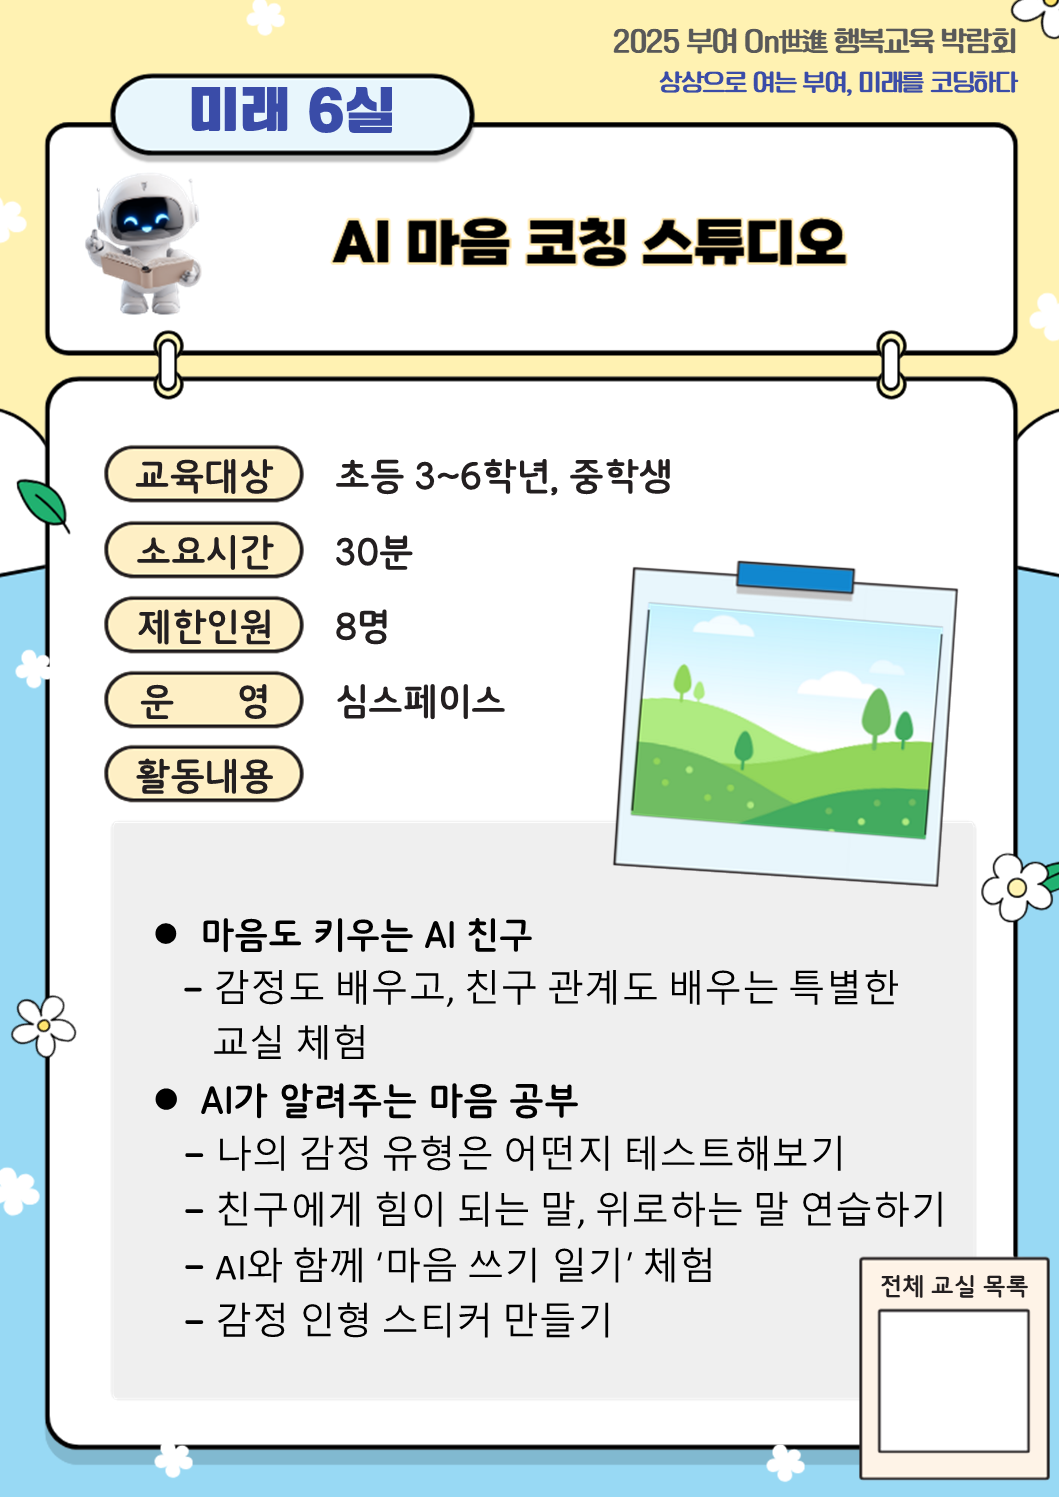 2025 부여 On世進 행복교육 박람회
상상으로 여는 부여, 미래를 코딩하다
미래 6실
AI 마음 코칭 스튜디오
교육대상 초등 3~6학년, 중학생
소요시간 30분
제한인원 8명
운 영 심스페이스
활동내용
● 마음도 키우는 AI 친구
- 감정도 배우고, 친구 관계도 배우는 특별한
교실 체험
● AI가 알려주는 마음 공부
- 나의 감정 유형은 어떤지 테스트해보기
- 친구에게 힘이 되는 말, 위로하는 말 연습하기
- AI와 함께 ‘마음 쓰기 일기’ 체험
- 감정 인형 스티커 만들기
전체 교실 목록